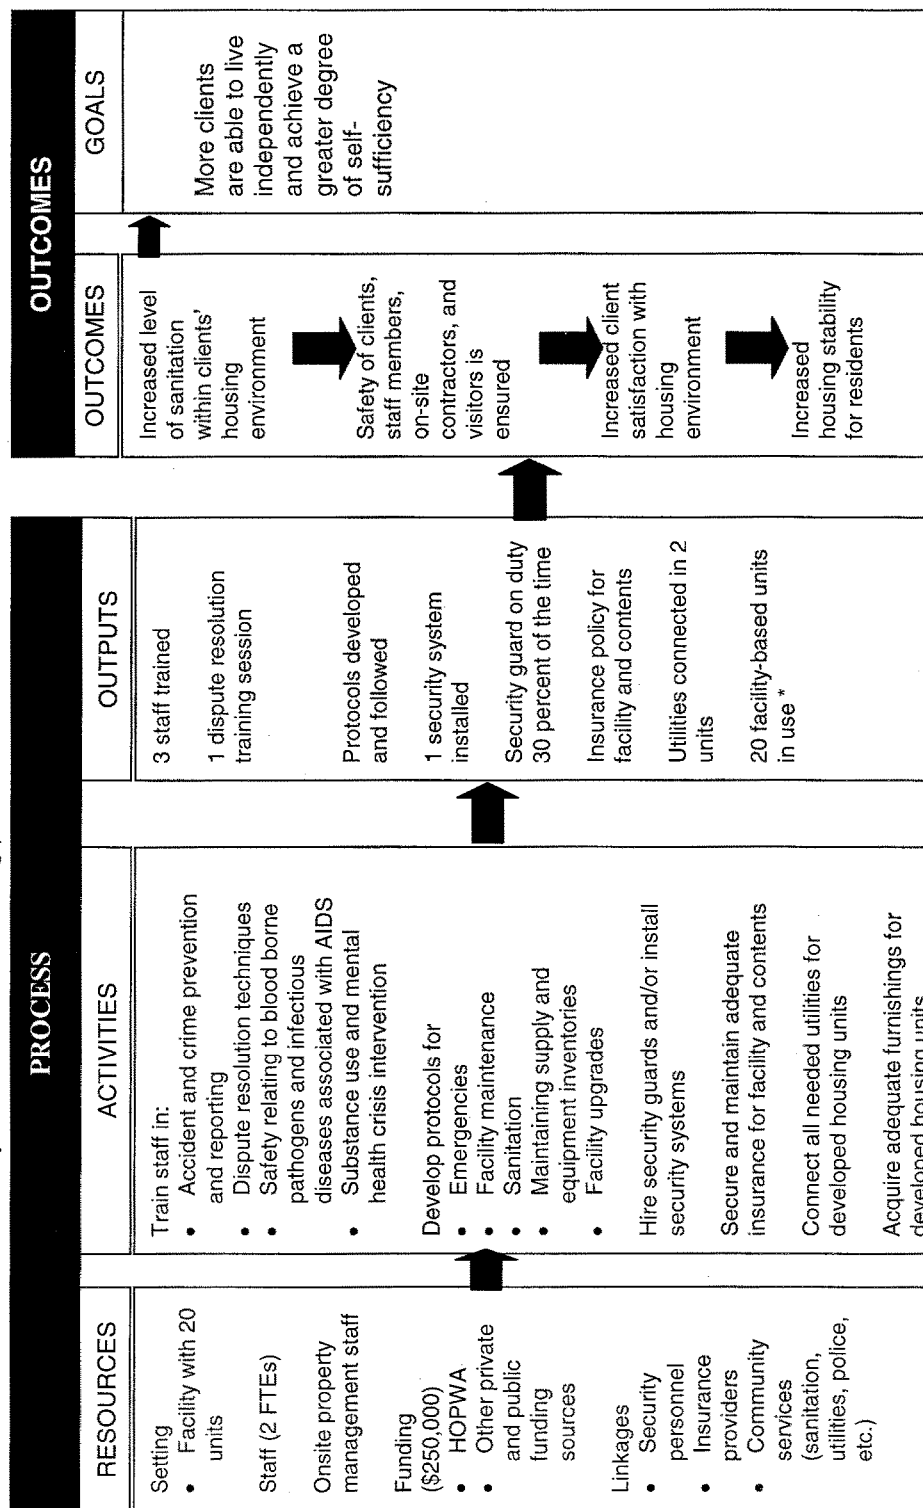 PROCESS
OUTCOMES
RESOURCES
ACTIVITIES
OUTPUTS
OUTCOMES
GOALS
Setting
• Facility with 20
units
Staff (2 FTEs)
Onsite property
management staff
Funding
($250,000)
• HOPWA
• Other private
and public
funding
sources
Linkages
• Security
personnel
• Insurance
providers
• Community
services
(sanitation,
utilities, police,
etc.)
Train staff in:
• Accident and crime prevention
and reporting
• Dispute resolution techniques
• Safety relating to blood borne
pathogens and infectious
diseases associated with AIDS
• Substance use and mental
health crisis intervention
Develop protocols for
• Emergencies
• Facility maintenance
• Sanitation
• Maintaining supply and
equipment inventories
• Facility upgrades
Hire security guards and/or install
security systems
Secure and maintain adequate
insurance for facility and contents
Connect all needed utilities for
developed housing units
Acquire adequate furnishings for
developed housing units
3 staff trained
1 dispute resolution
training session
Protocols developed
and followed
1 security system
installed
Security guard on duty
30 percent of the time
Insurance policy for
facility and contents
Utilities connected in 2
units
20 facility-based units
in use *
Increased level
of sanitation
within clients'
housing
environment
Safety of clients,
staff members,
on-site
contractors, and
visitors is
ensured
Increased client
satisfaction with
housing
environment
Increased
housing stability
for residents
More clients
are able to live
independently
and achieve a
greater degree
of self-
sufficiency